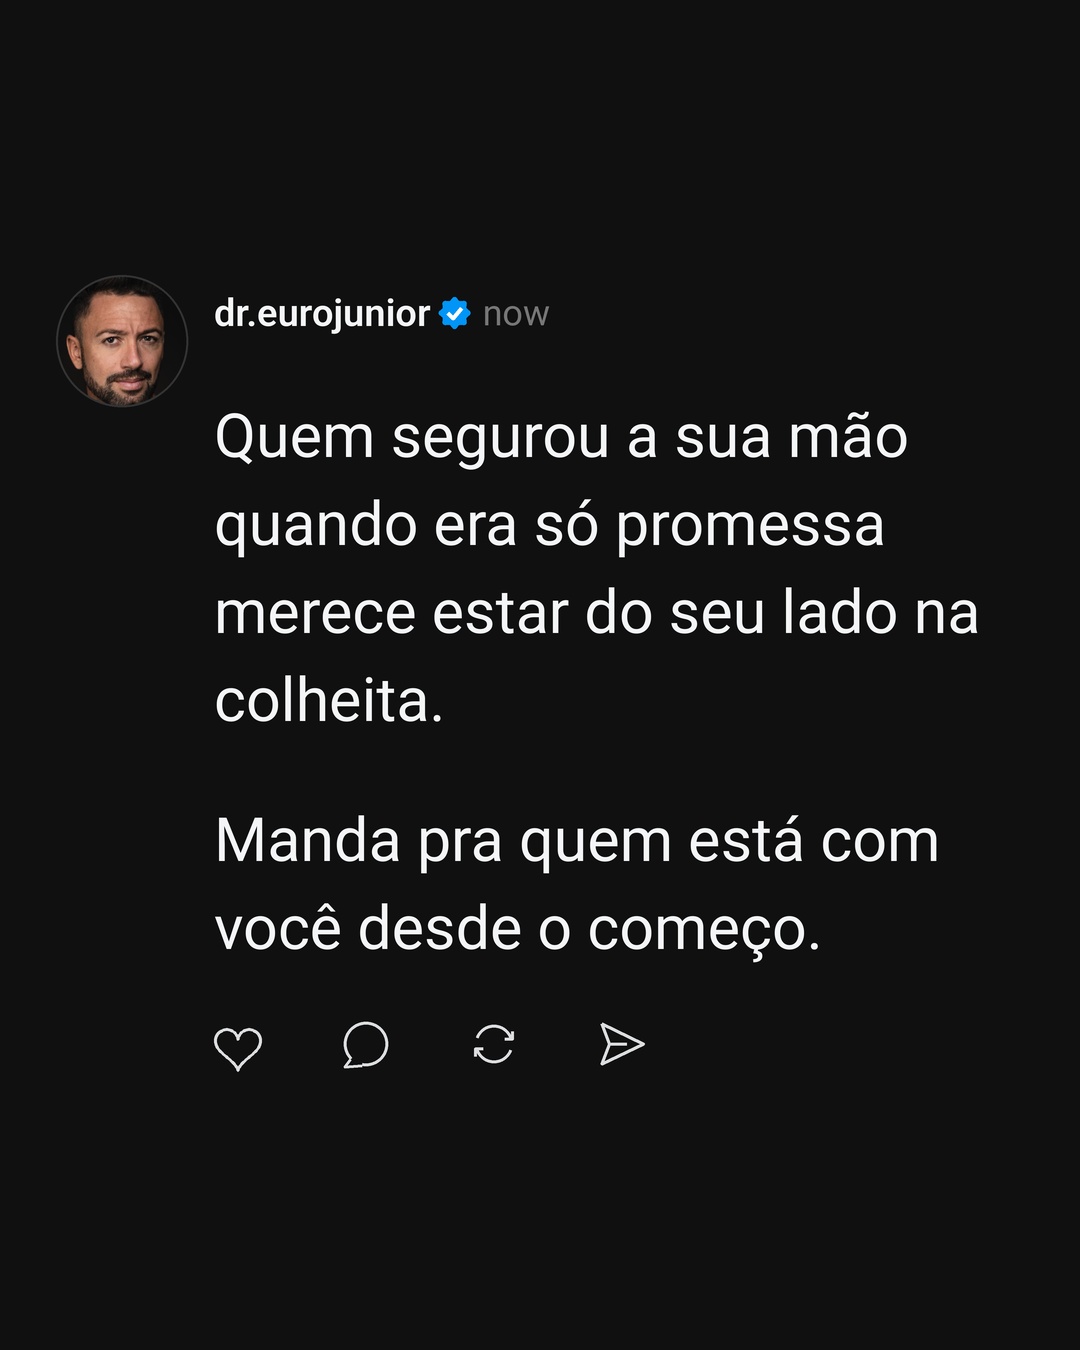 dr.eurojunior now
Quem segurou a sua mão
quando era só promessa
merece estar do seu lado na
colheita.
Manda pra quem está com
você desde o começo.